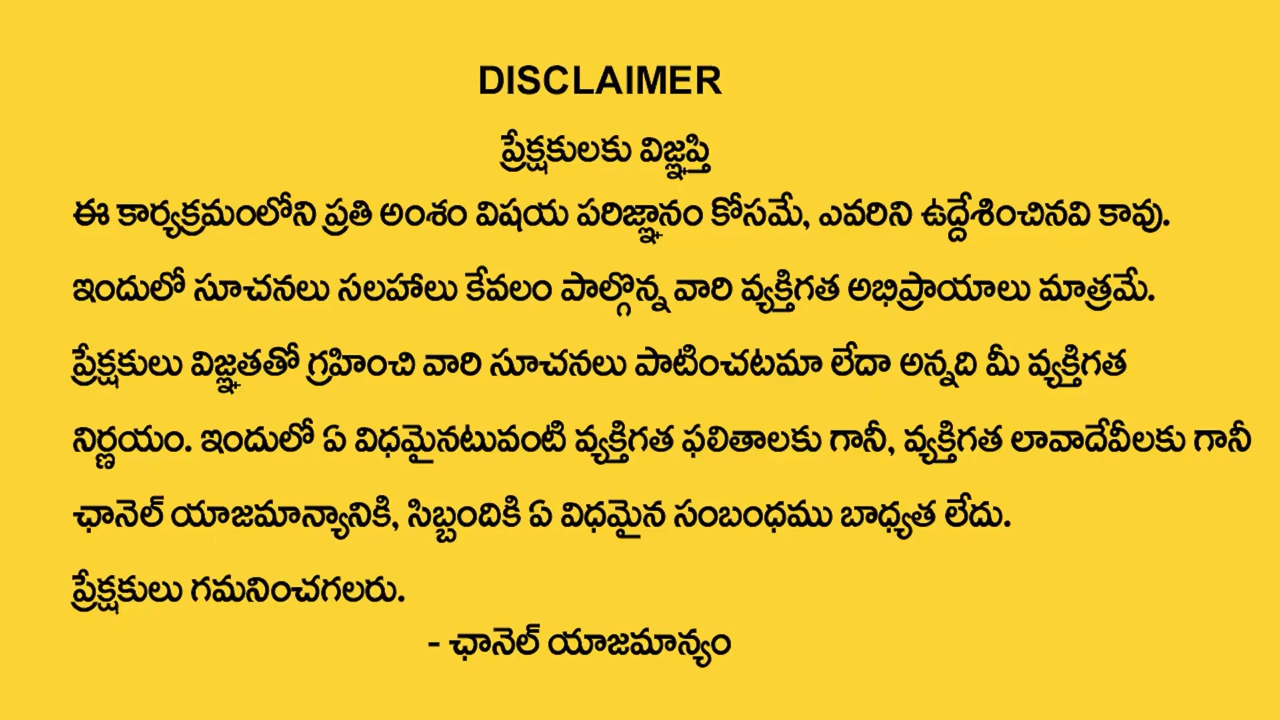 DISCLAIMER
ప్రేక్షకులకు విజ్ఞప్తి
ఈ కార్యక్రమంలోని ప్రతి అంశం విషయ పరిజ్ఞానం కోసమే, ఎవరిని ఉద్దేశించినవి కావు.
ఇందులో సూచనలు సలహాలు కేవలం పాల్గొన్న వారి వ్యక్తిగత అభిప్రాయాలు మాత్రమే.
ప్రేక్షకులు విజ్ఞతతో గ్రహించి వారి సూచనలు పాటించటమా లేదా అన్నది మీ వ్యక్తిగత
నిర్ణయం. ఇందులో ఏ విధమైనటువంటి వ్యక్తిగత ఫలితాలకు గానీ, వ్యక్తిగత లావాదేవీలకు గానీ
ఛానెల్ యాజమాన్యానికి, సిబ్బందికి ఏ విధమైన సంబంధము బాధ్యత లేదు.
ప్రేక్షకులు గమనించగలరు.
- ఛానెల్ యాజమాన్యం